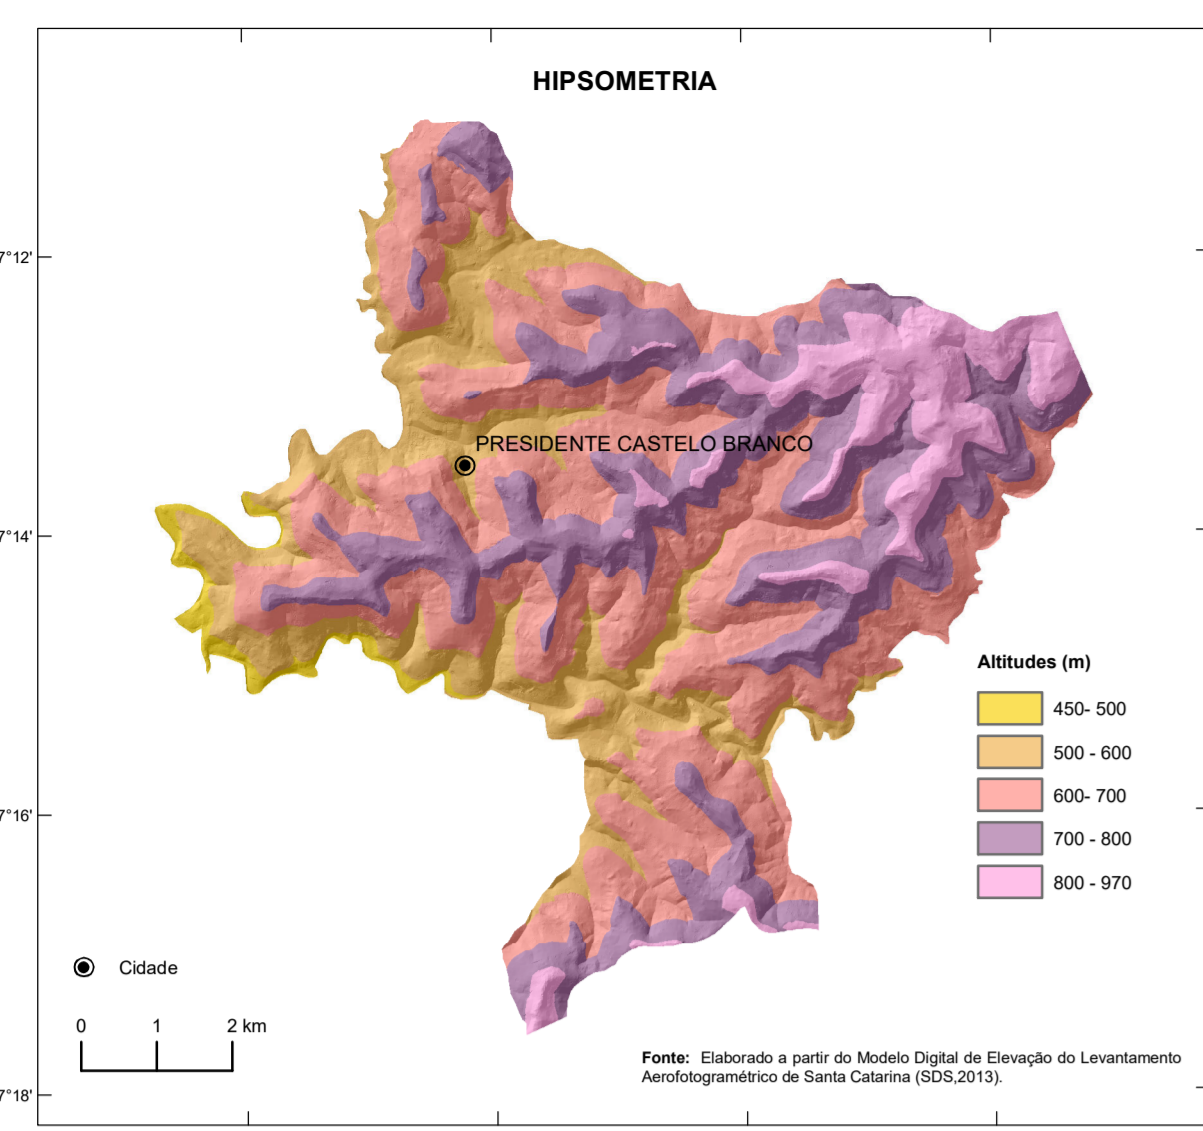 HIPSOMETRIA
7°12'
PRESIDENTE CASTELO BRANCO
7°14'
Altitudes (m)
450- 500
500 - 600
600- 700
700 - 800
800 - 970
7°16'
Cidade
0 1 2 km
Fonte: Elaborado a partir do Modelo Digital de Elevação do Levantamento
Aerofotogramétrico de Santa Catarina (SDS,2013).
7°18'